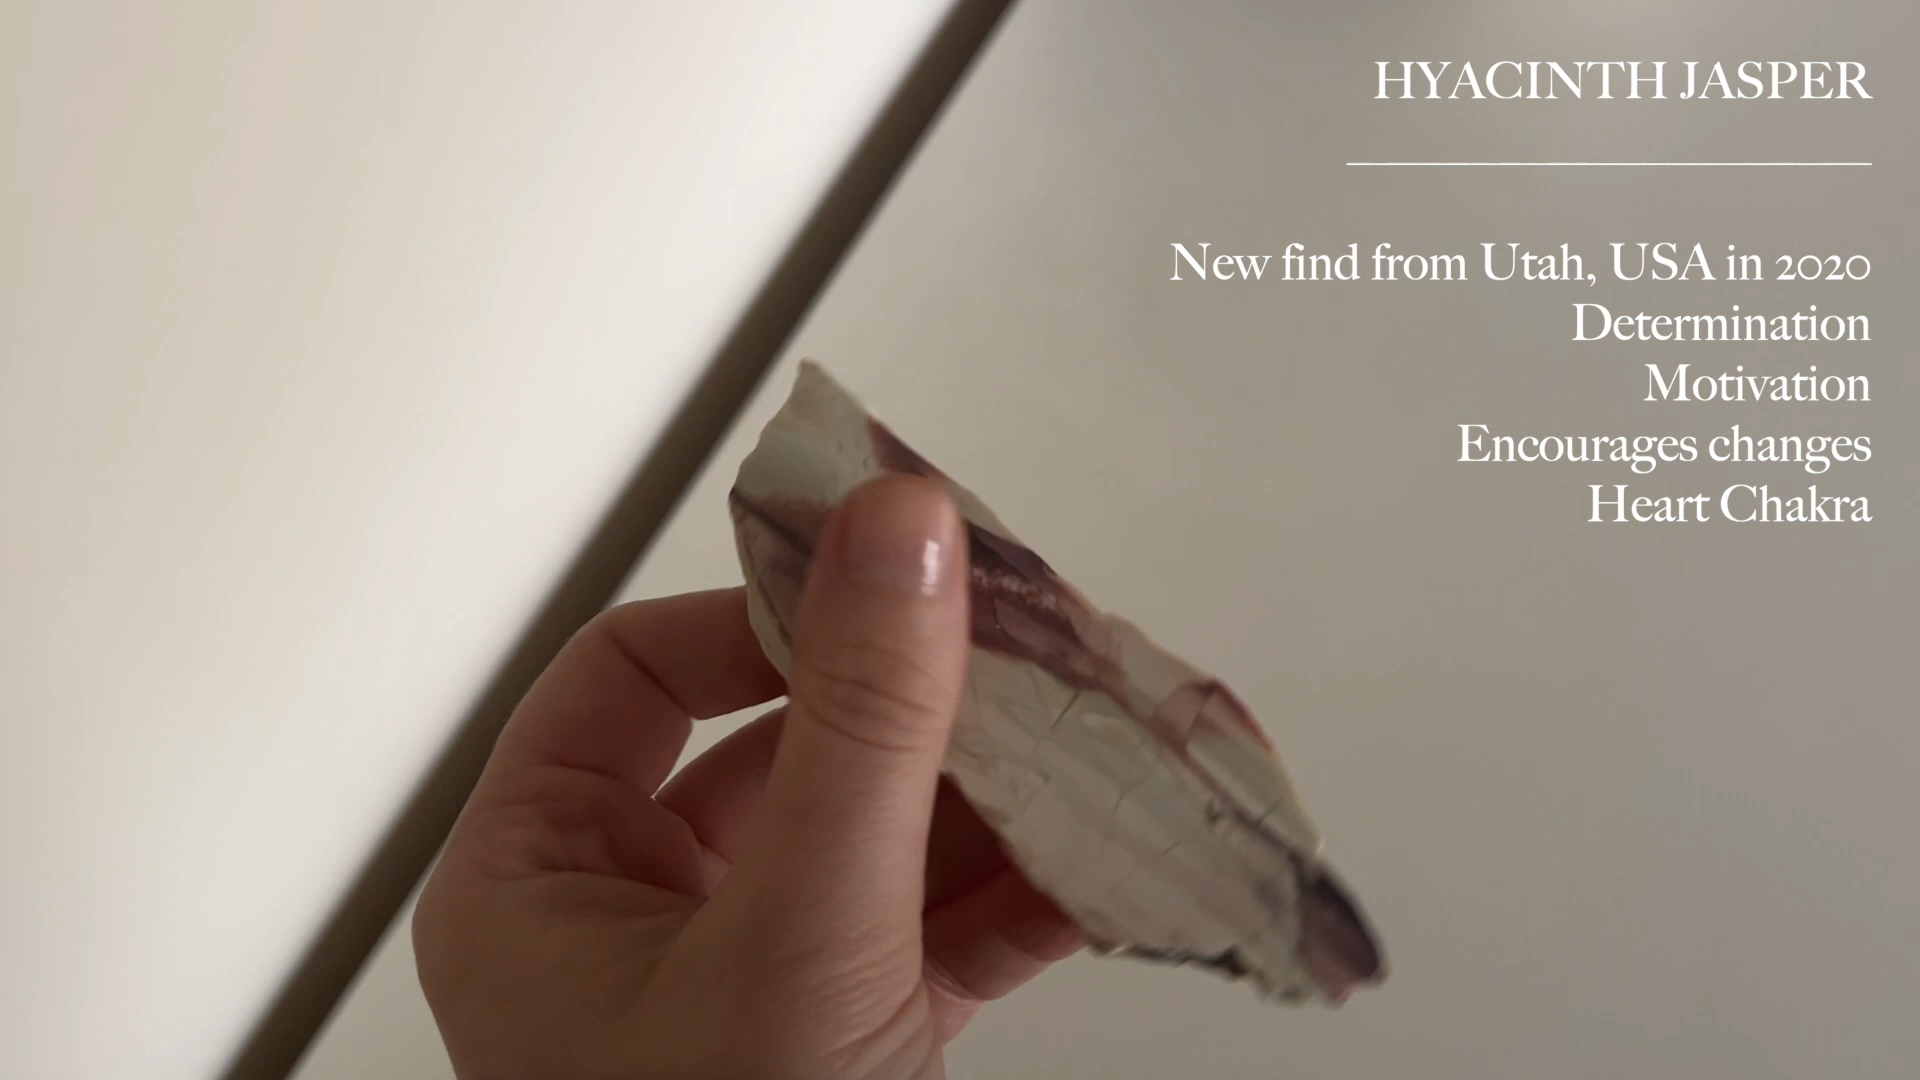 HYACINTH JASPER
New find from Utah, USA in 2020
Determination
Motivation
Encourages changes
Heart Chakra